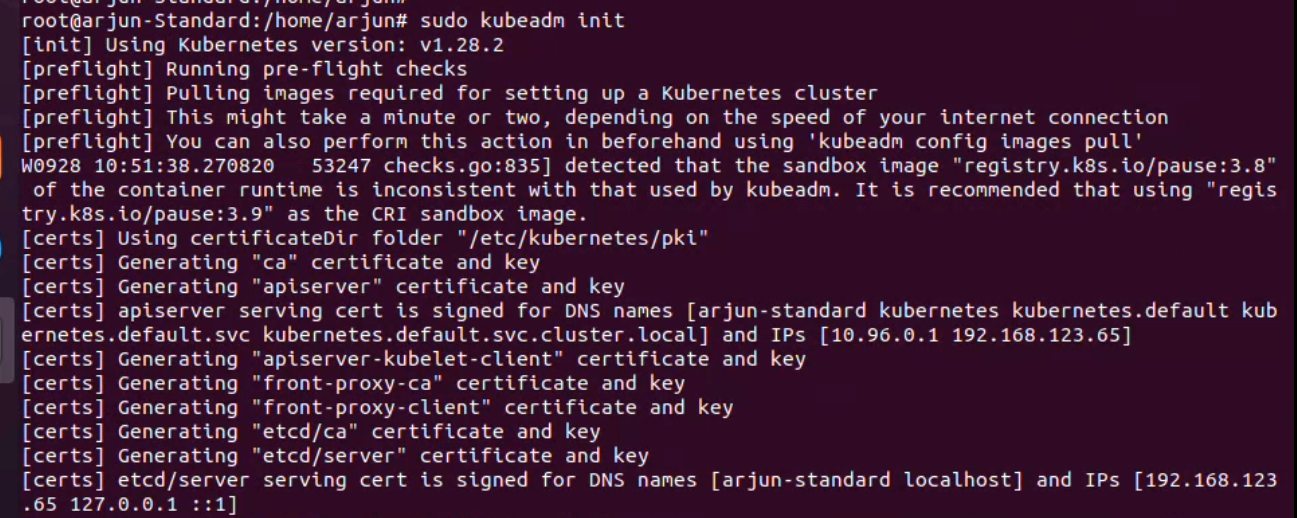 root@arjun-Standard:/home/arjun#
root@arjun-Standard:/home/arjun# sudo kubeadm init
[init] Using Kubernetes version: v1.28.2
[preflight] Running pre-flight checks
[preflight] Pulling images required for setting up a Kubernetes cluster
[preflight] This might take a minute or two, depending on the speed of your internet connection
[preflight] You can also perform this action in beforehand using 'kubeadm config images pull'
W0928 10:51:38.270820   53247 checks.go:835] detected that the sandbox image "registry.k8s.io/pause:3.8"
 of the container runtime is inconsistent with that used by kubeadm. It is recommended that using "regis
try.k8s.io/pause:3.9" as the CRI sandbox image.
[certs] Using certificateDir folder "/etc/kubernetes/pki"
[certs] Generating "ca" certificate and key
[certs] Generating "apiserver" certificate and key
[certs] apiserver serving cert is signed for DNS names [arjun-standard kubernetes kubernetes.default kub
ernetes.default.svc kubernetes.default.svc.cluster.local] and IPs [10.96.0.1 192.168.123.65]
[certs] Generating "apiserver-kubelet-client" certificate and key
[certs] Generating "front-proxy-ca" certificate and key
[certs] Generating "front-proxy-client" certificate and key
[certs] Generating "etcd/ca" certificate and key
[certs] Generating "etcd/server" certificate and key
[certs] etcd/server serving cert is signed for DNS names [arjun-standard localhost] and IPs [192.168.123
.65 127.0.0.1 ::1]